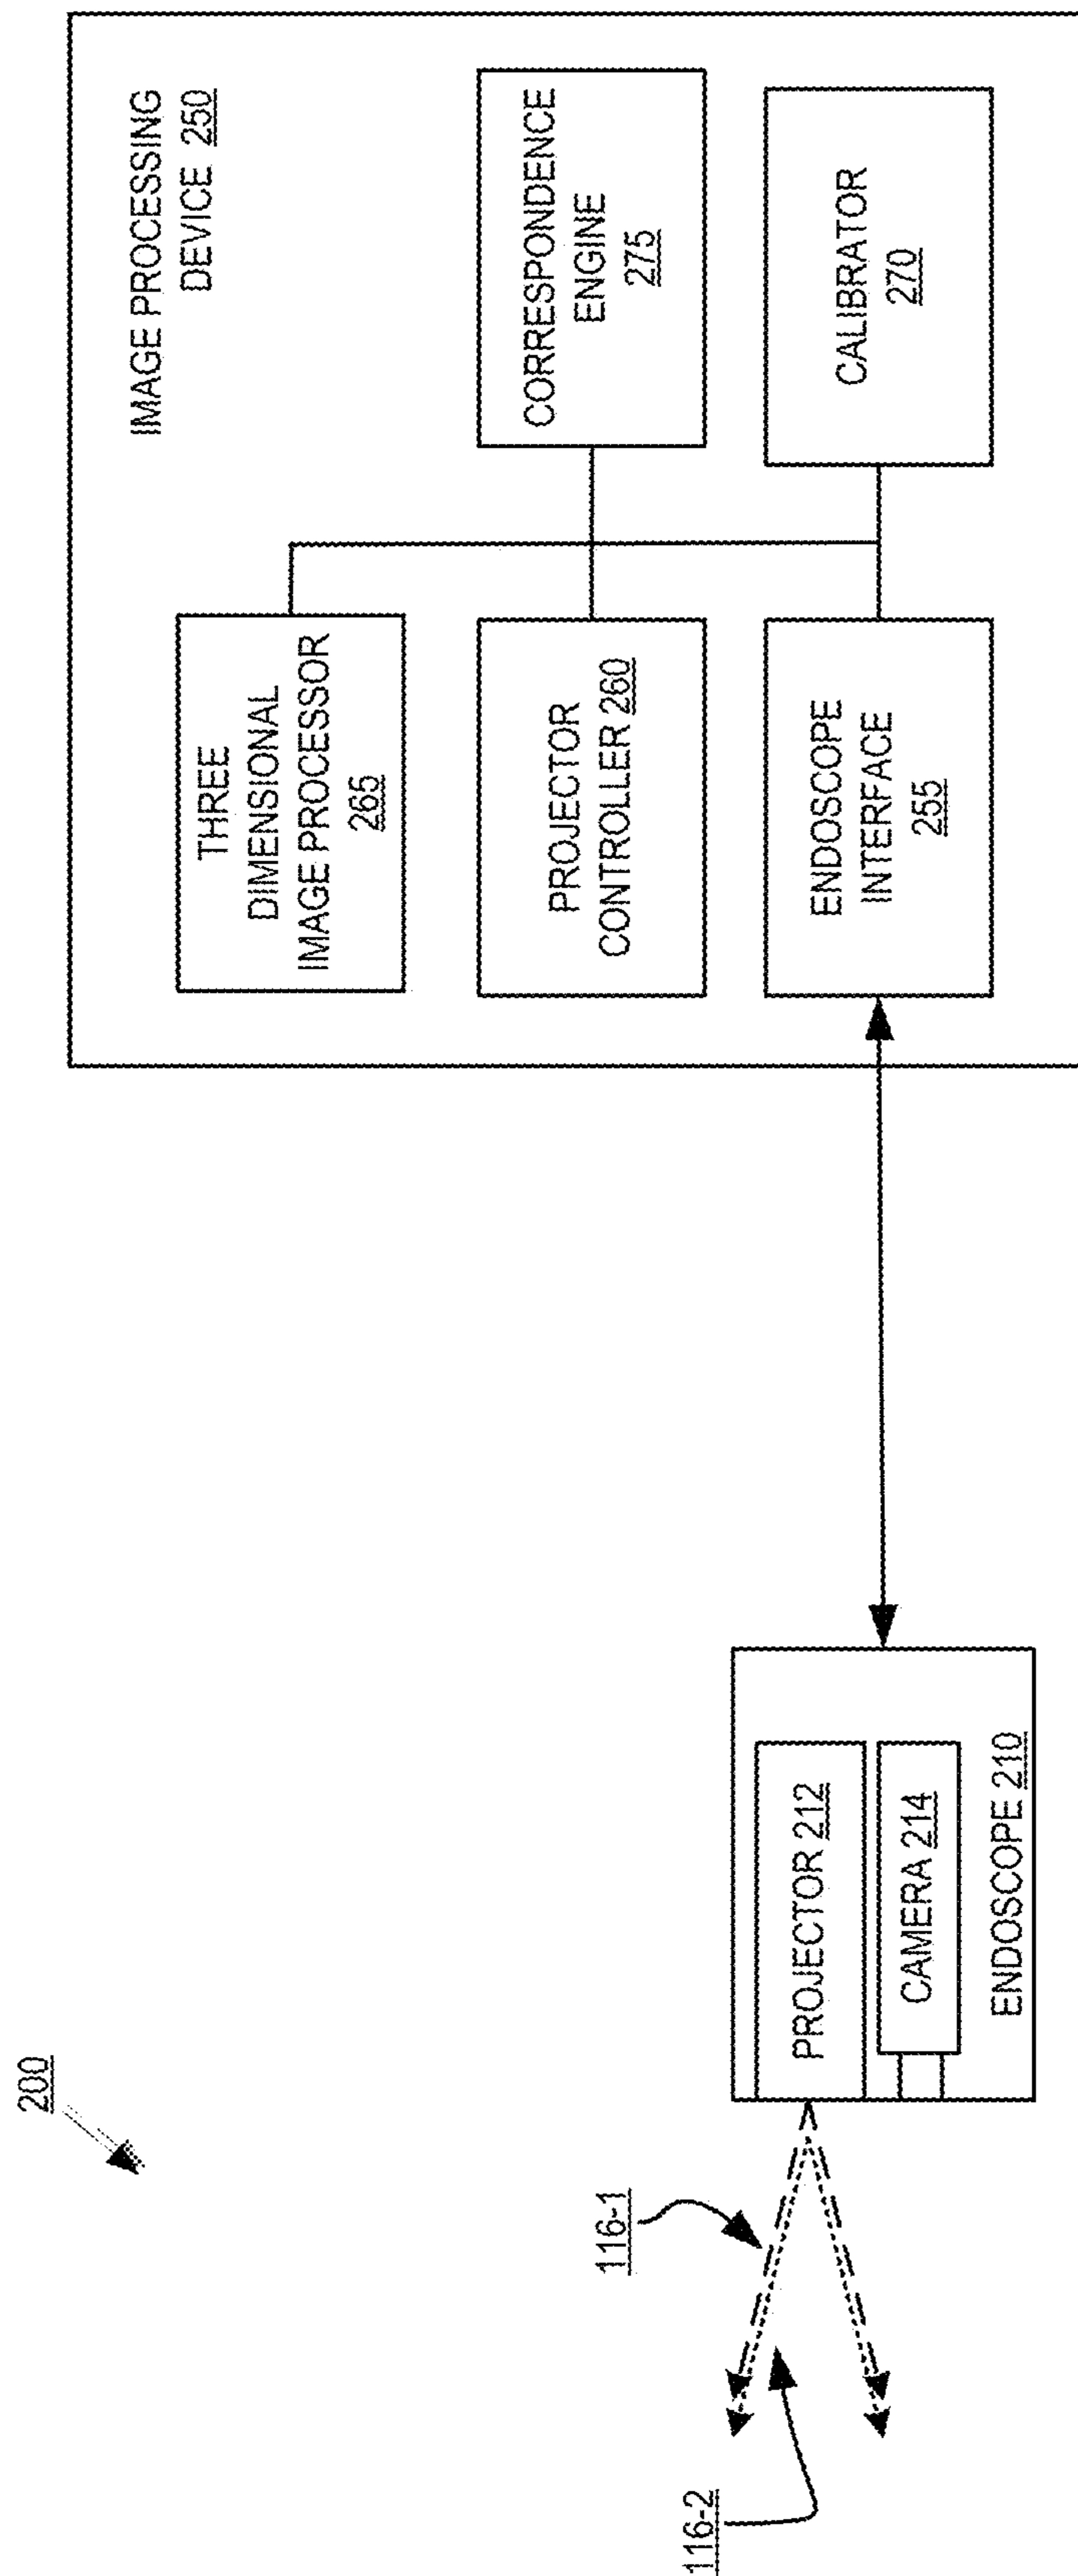 200
116-2
116-1
PROJECTOR 212
CAMERA 214
ENDOSCOPE 210
IMAGE PROCESSING
DEVICE 250
THREE
DIMENSIONAL
IMAGE PROCESSOR
265
PROJECTOR
CONTROLLER 260
ENDOSCOPE
INTERFACE
255
CORRESPONDENCE
ENGINE
275
CALIBRATOR
270